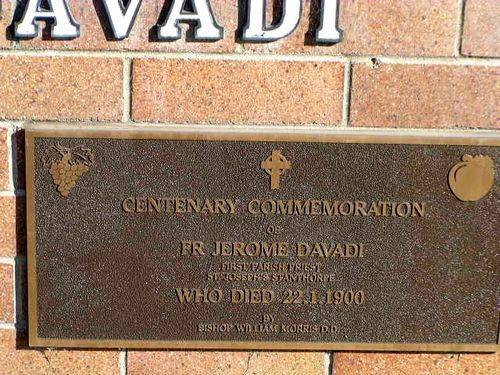 DAVADI
CENTENARY COMMEMORATION
OF
FR JEROME DAVADI
FIRST PARISH PRIEST
ST JOSEPH'S STANTHORPE
WHO DIED 22.1.1900
BY
BISHOP WILLIAM MORRIS D.D.